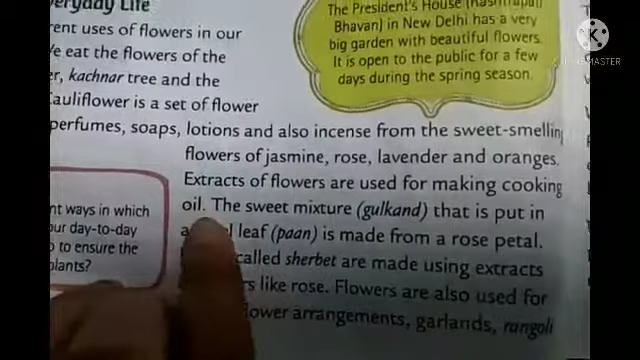 eryday Life
rent uses of flowers in our
e eat the flowers of the
er, kachnar tree and the
auliflower is a set of flower
perfumes, soaps, lotions and also incense from the sweet-smelling
flowers of jasmine, rose, lavender and oranges.
Extracts of flowers are used for making cooking
oil. The sweet mixture (gulkand) that is put in
a leaf (paan) is made from a rose petal.
called sherbet are made using extracts
s like rose. Flowers are also used for
lower arrangements, garlands, rangoli
The President's House (Rashtrapati
Bhavan) in New Delhi has a very
big garden with beautiful flowers.
It is open to the public for a few
days during the spring season.
nt ways in which
ur day-to-day
to ensure the
plants?
KINEMASTER